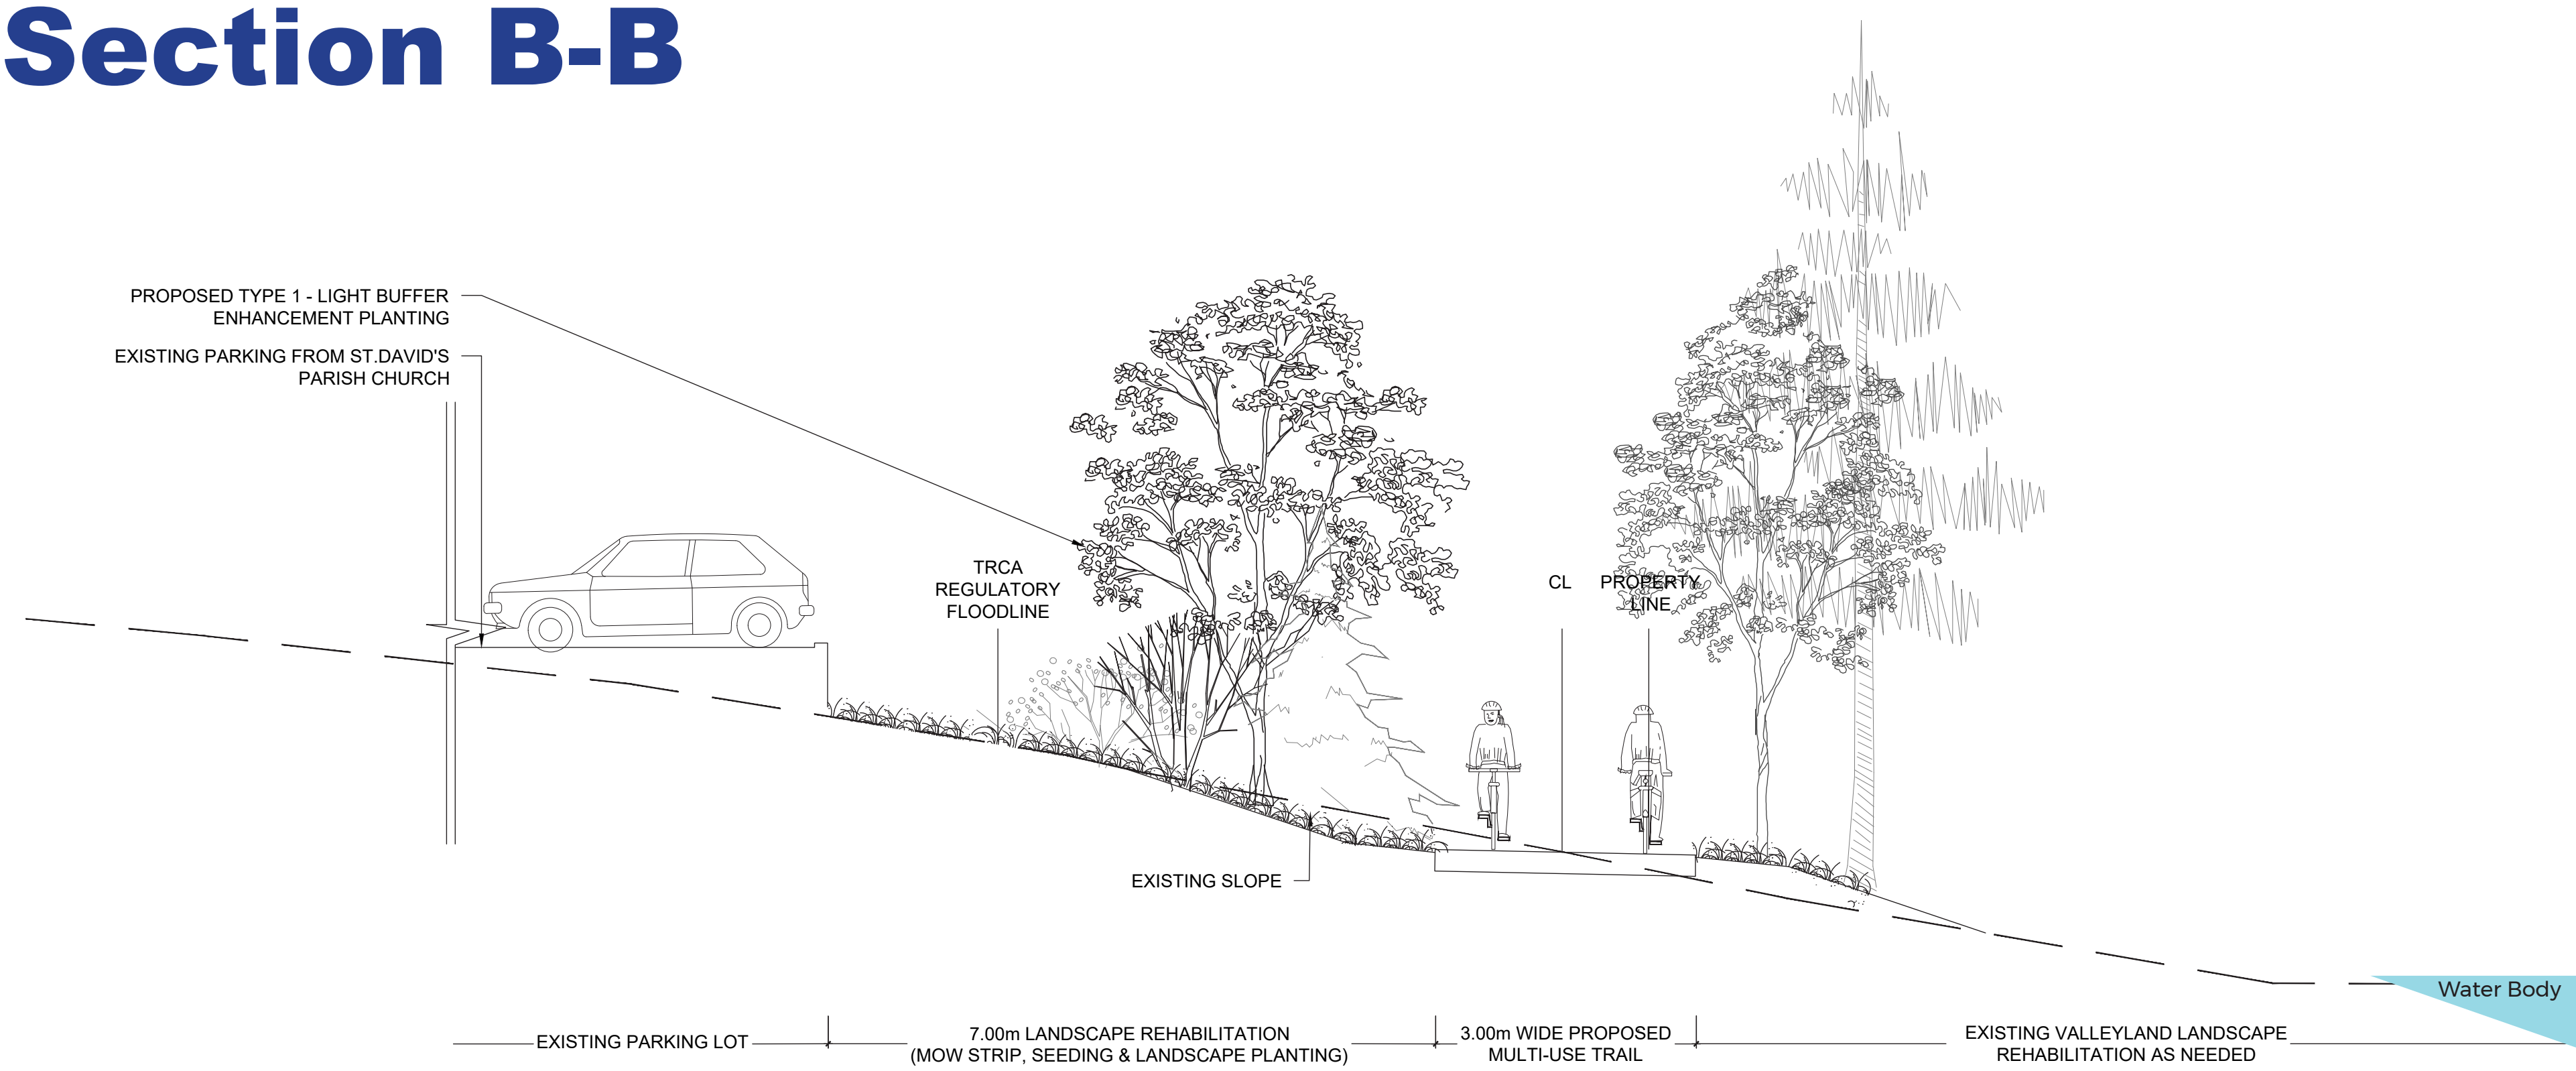 Section B-B
PROPOSED TYPE 1 - LIGHT BUFFER
ENHANCEMENT PLANTING
EXISTING PARKING FROM ST.DAVID'S
PARISH CHURCH
TRCA
REGULATORY
FLOODLINE
CL
PROPERTY
LINE
EXISTING SLOPE
Water Body
EXISTING PARKING LOT
7.00m LANDSCAPE REHABILITATION
(MOW STRIP, SEEDING & LANDSCAPE PLANTING)
3.00m WIDE PROPOSED
MULTI-USE TRAIL
EXISTING VALLEYLAND LANDSCAPE
REHABILITATION AS NEEDED